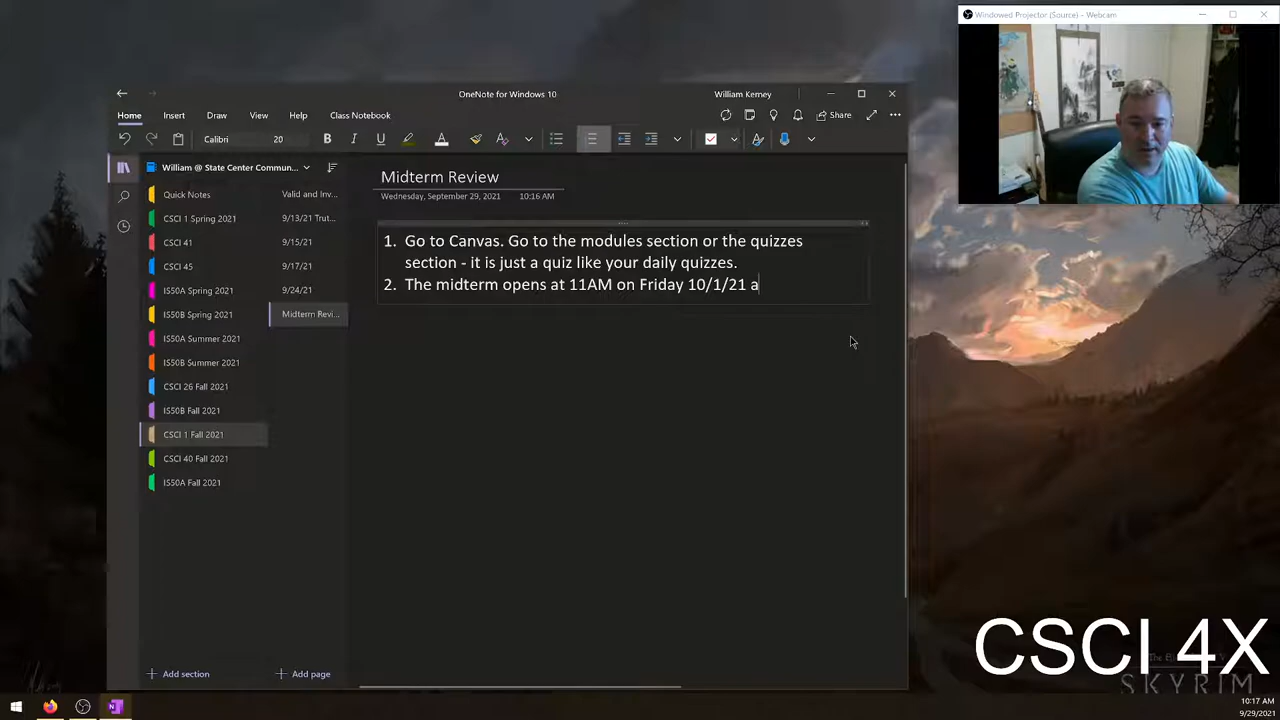 Windowed Projector (Source) - Webcam
OneNote for Windows 10
William Kerney
Home
Insert
Draw
View
Help
Class Notebook
Share
Calibri
20
B
I
U
A
William @ State Center Commun...
Quick Notes
CSCI 1 Spring 2021
CSCI 41
CSCI 45
IS50A Spring 2021
IS50B Spring 2021
IS50A Summer 2021
IS50B Summer 2021
CSCI 26 Fall 2021
IS50B Fall 2021
CSCI 1 Fall 2021
CSCI 40 Fall 2021
IS50A Fall 2021
Add section
Valid and Inv...
9/13/21 Trut...
9/15/21
9/17/21
9/24/21
Midterm Revi...
Add page
Midterm Review
Wednesday, September 29, 2021 10:16 AM
1. Go to Canvas. Go to the modules section or the quizzes
section - it is just a quiz like your daily quizzes.
2. The midterm opens at 11AM on Friday 10/1/21 a
CSCI 4X
SKYRIM
10:17 AM
9/29/2021